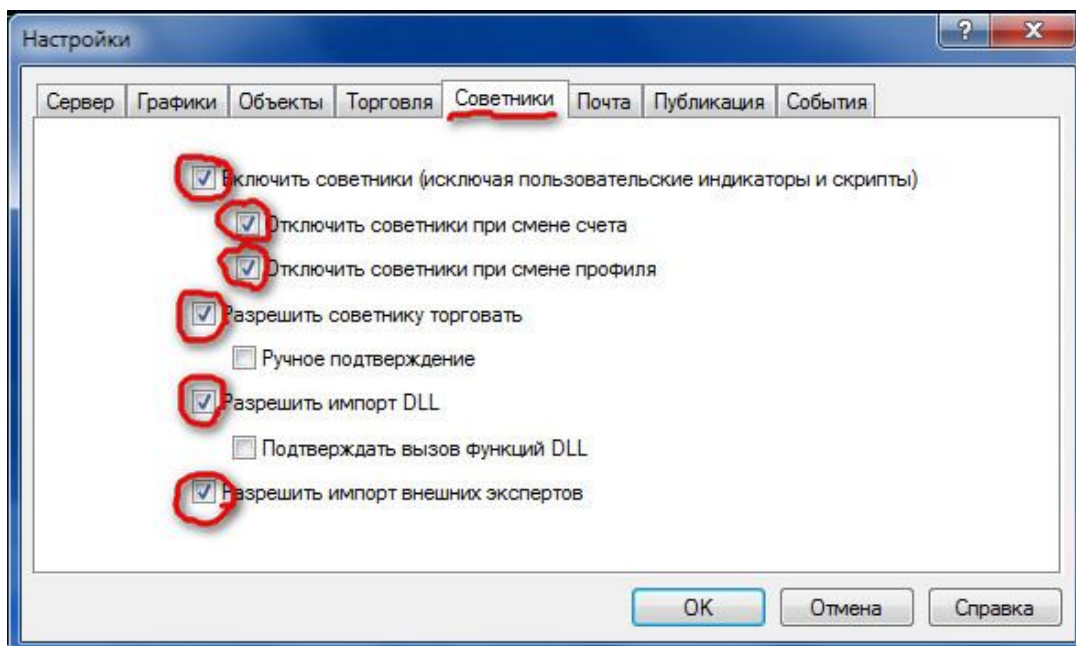 Настройки
Сервер Графики Объекты Торговля Советники Почта Публикация События
Включить советники (исключая пользовательские индикаторы и скрипты)
Отключить советники при смене счета
Отключить советники при смене профиля
Разрешить советнику торговать
Ручное подтверждение
Разрешить импорт DLL
Подтверждать вызов функций DLL
Разрешить импорт внешних экспертов
OK Отмена Справка